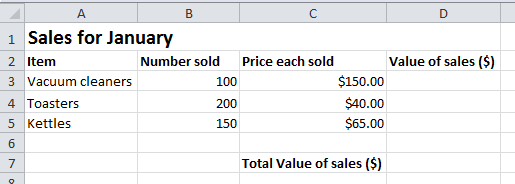 A B C D
1 Sales for January
2 Item Number sold Price each sold Value of sales ($)
3 Vacuum cleaners 100 $150.00
4 Toasters 200 $40.00
5 Kettles 150 $65.00
6
7 Total Value of sales ($)
8